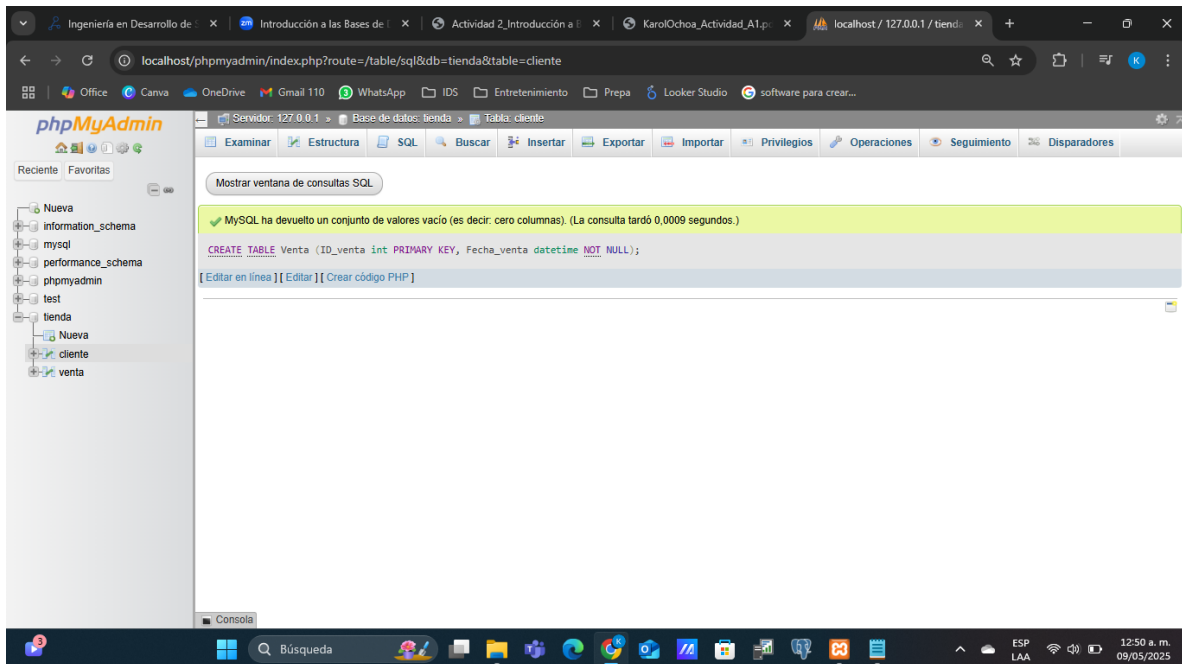 Ingeniería en Desarrollo de S
zm Introducción a las Bases de
Actividad 2_Introducción a
KarolOchoa_Actividad_A1.p
localhost / 127.0.0.1 / tienda
localhost/phpmyadmin/index.php?route=/table/sql&db=tienda&table=cliente
K
Office
Canva
OneDrive
Gmail 110
WhatsApp
IDS
Entretenimiento
Prepa
Looker Studio
software para crear...
phpMyAdmin
Reciente
Favoritas
Nueva
information_schema
mysql
performance_schema
phpmyadmin
test
tienda
Nueva
cliente
venta
Servidor: 127.0.0.1 » Base de datos: tienda » Tabla: cliente
Examinar
Estructura
SQL
Buscar
Insertar
Exportar
Importar
Privilegios
Operaciones
Seguimiento
Disparadores
Mostrar ventana de consultas SQL
MySQL ha devuelto un conjunto de valores vacío (es decir: cero columnas). (La consulta tardó 0,0009 segundos.)
CREATE TABLE Venta (ID_venta int PRIMARY KEY, Fecha_venta datetime NOT NULL);
[ Editar en línea ] [ Editar ] [ Crear código PHP ]
Consola
3
Búsqueda
ESP
LAA
12:50 a. m.
09/05/2025